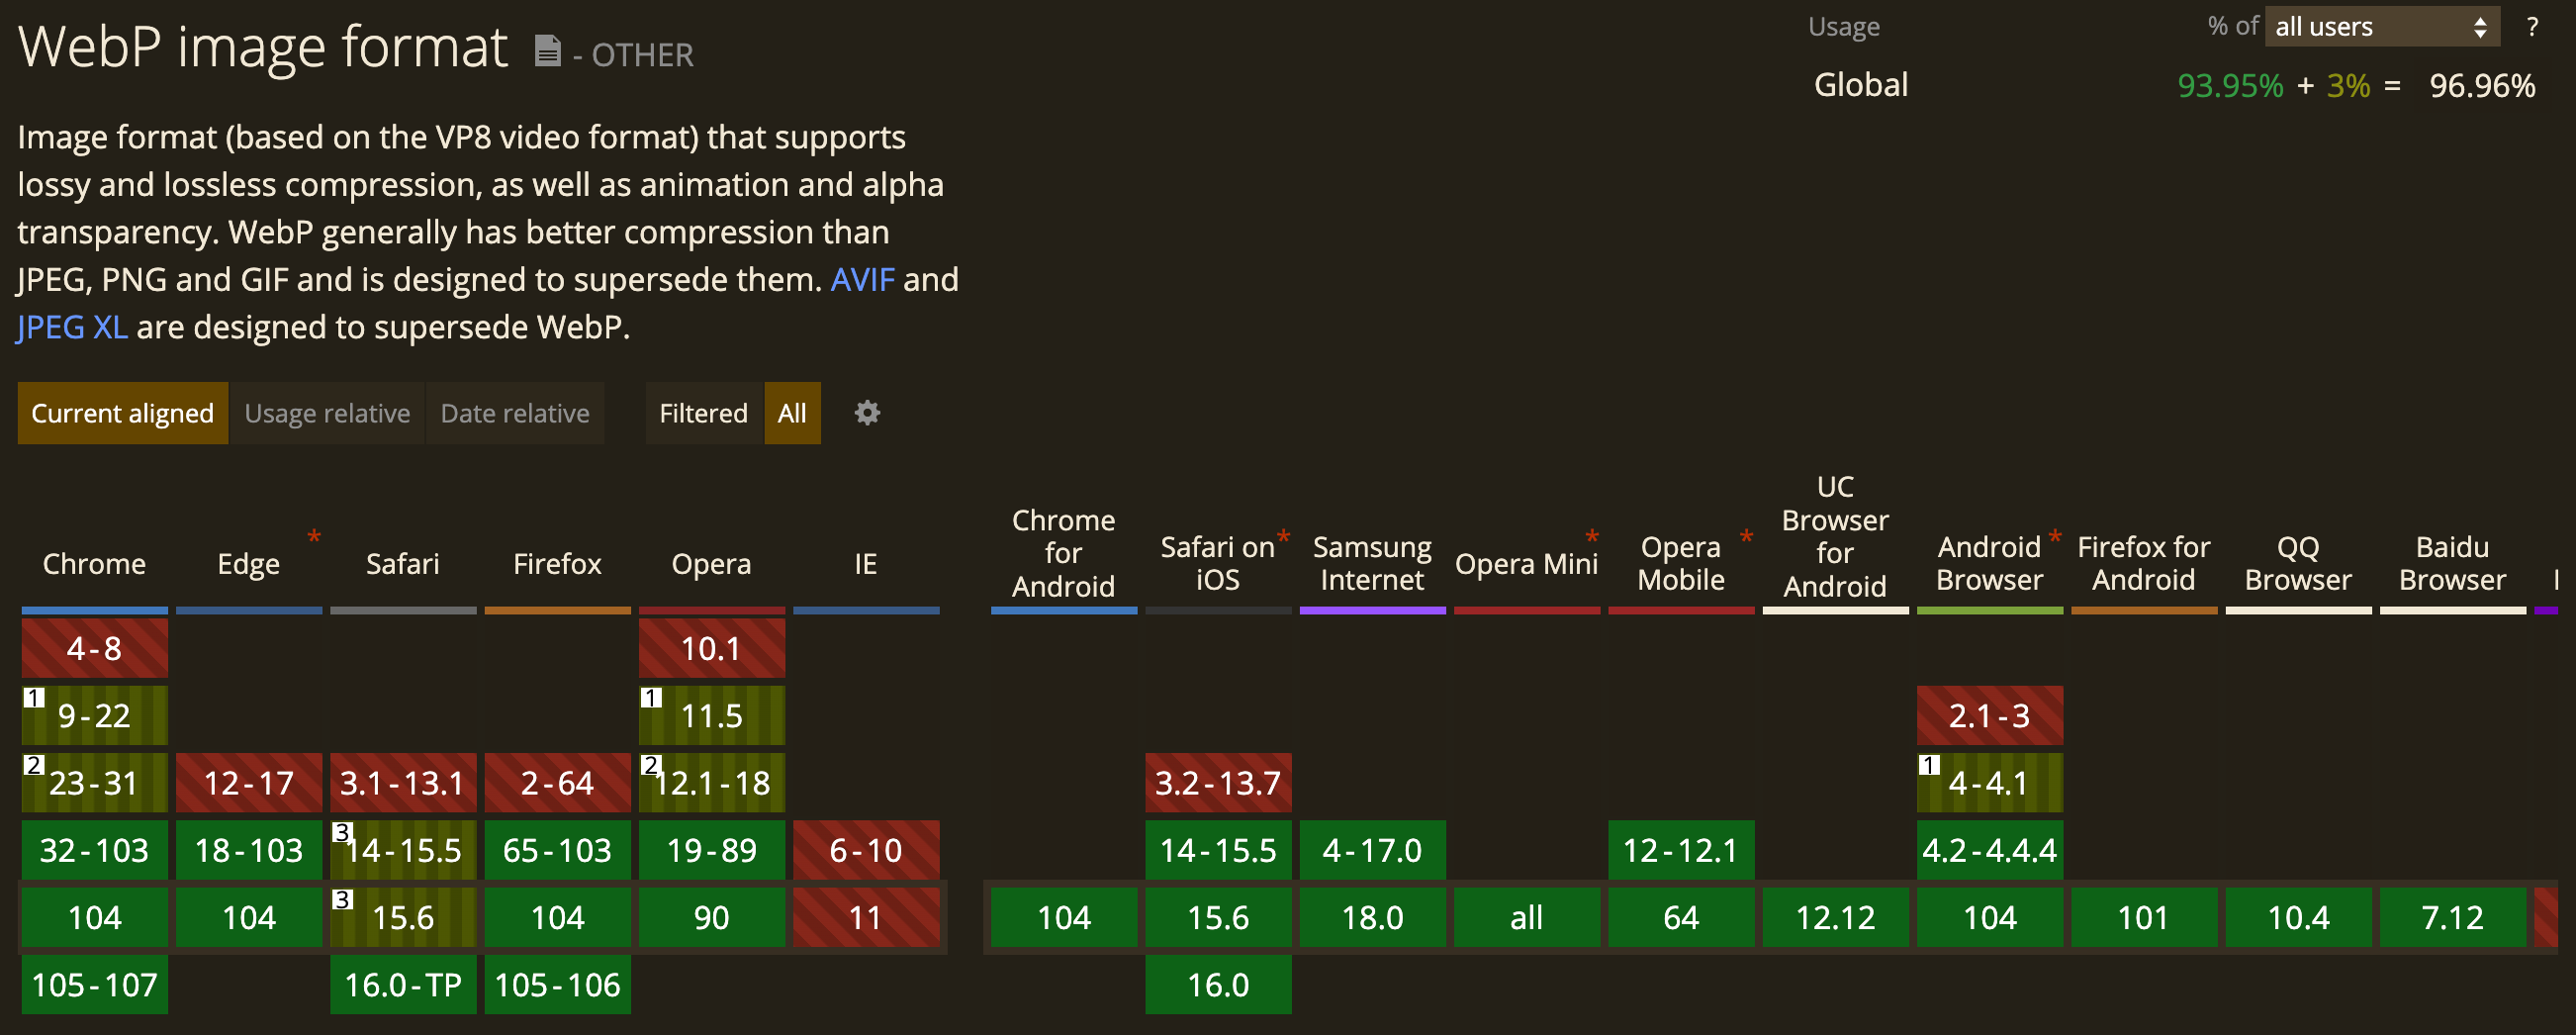 WebP image format - OTHER
Usage % of all users ?
Global 93.95% + 3% = 96.96%
Image format (based on the VP8 video format) that supports
lossy and lossless compression, as well as animation and alpha
transparency. WebP generally has better compression than
JPEG, PNG and GIF and is designed to supersede them. AVIF and
JPEG XL are designed to supersede WebP.
Current aligned Usage relative Date relative Filtered All
Chrome
Edge *
Safari
Firefox
Opera
IE
Chrome
for
Android
Safari on *
iOS
Samsung
Internet
Opera Mini *
Opera *
Mobile
UC
Browser
for
Android
Android *
Browser
Firefox for
Android
QQ
Browser
Baidu
Browser
4-8 10.1
1 9-22 1 11.5 2.1-3
2 23-31 12-17 3.1-13.1 2-64 2 12.1-18 3.2-13.7 1 4-4.1
32-103 18-103 3 14-15.5 65-103 19-89 6-10 14-15.5 4-17.0 12-12.1 4.2-4.4.4
104 104 3 15.6 104 90 11 104 15.6 18.0 all 64 12.12 104 101 10.4 7.12
105-107 16.0-TP 105-106 16.0